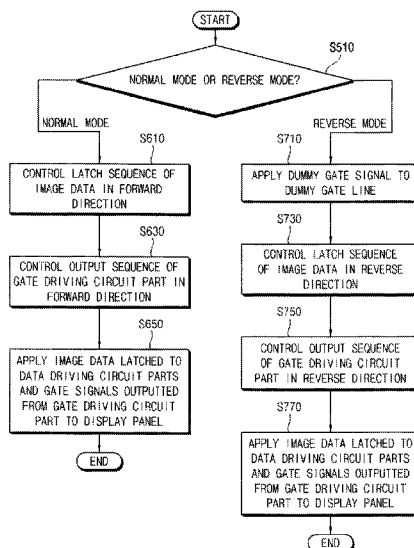 START
S510
NORMAL MODE OR REVERSE MODE?
NORMAL MODE
REVERSE MODE
S610
CONTROL LATCH SEQUENCE OF
IMAGE DATA IN FORWARD
DIRECTION
S630
CONTROL OUTPUT SEQUENCE OF
GATE DRIVING CIRCUIT PART IN
FORWARD DIRECTION
S650
APPLY IMAGE DATA LATCHED TO
DATA DRIVING CIRCUIT PARTS
AND GATE SIGNALS OUTPUTTED
FROM GATE DRIVING CIRCUIT
PART TO DISPLAY PANEL
END
S710
APPLY DUMMY GATE SIGNAL TO
DUMMY GATE LINE
S730
CONTROL LATCH SEQUENCE
OF IMAGE DATA IN REVERSE
DIRECTION
S750
CONTROL OUTPUT SEQUENCE
OF GATE DRIVING CIRCUIT
PART IN REVERSE DIRECTION
S770
APPLY IMAGE DATA LATCHED TO
DATA DRIVING CIRCUIT PARTS
AND GATE SIGNALS OUTPUTTED
FROM GATE DRIVING CIRCUIT
PART TO DISPLAY PANEL
END